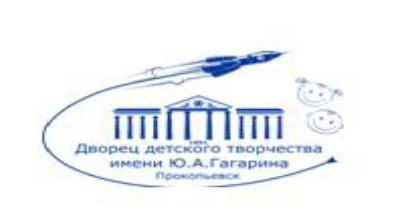 Дворец детского творчества
имени Ю.А.Гагарина
Прокопьевск